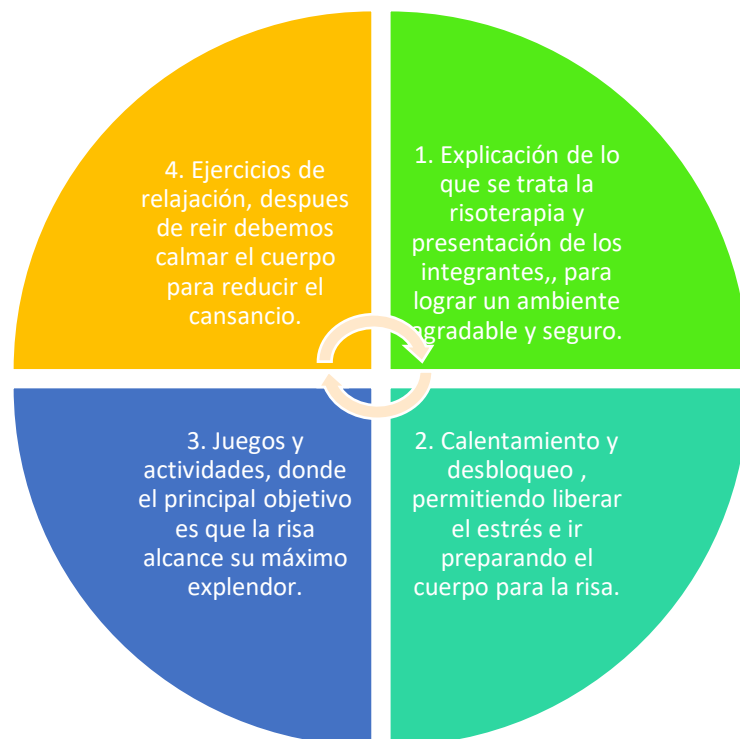 1. Explicación de lo
que se trata la
risoterapia y
presentación de los
integrantes,, para
lograr un ambiente
agradable y seguro.
2. Calentamiento y
desbloqueo ,
permitiendo liberar
el estrés e ir
preparando el
cuerpo para la risa.
3. Juegos y
actividades, donde
el principal objetivo
es que la risa
alcance su máximo
explendor.
4. Ejercicios de
relajación, despues
de reir debemos
calmar el cuerpo
para reducir el
cansancio.